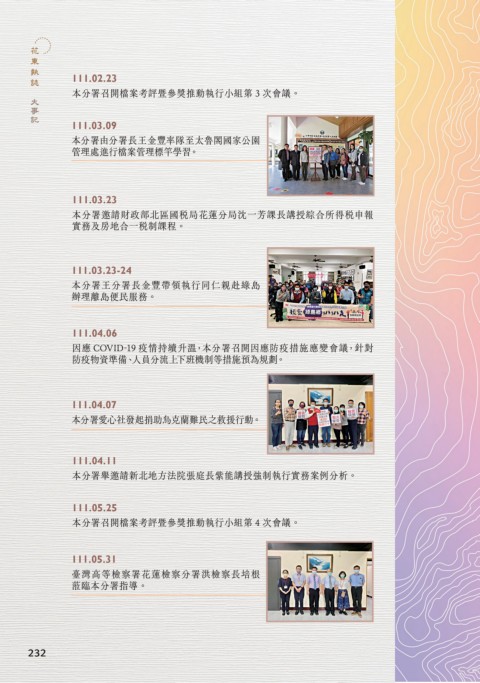 花東執誌 大事記
111.02.23
本分署召開檔案考評暨參獎推動執行小組第 3 次會議。
111.03.09
本分署由分署長王金豐率隊至太魯閣國家公園
管理處進行檔案管理標竿學習。
111.03.23
本分署邀請財政部北區國稅局花蓮分局沈一芳課長講授綜合所得稅申報
實務及房地合一稅制課程。
111.03.23-24
本分署王分署長金豐帶領執行同仁親赴綠島
辦理離島便民服務。
111.04.06
因應 COVID-19 疫情持續升溫，本分署召開因應防疫措施應變會議，針對
防疫物資準備、人員分流上下班機制等措施預為規劃。
111.04.07
本分署愛心社發起捐助烏克蘭難民之救援行動。
111.04.11
本分署舉邀請新北地方法院張庭長紫能講授強制執行實務案例分析。
111.05.25
本分署召開檔案考評暨參獎推動執行小組第 4 次會議。
111.05.31
臺灣高等檢察署花蓮檢察分署洪檢察長培根
蒞臨本分署指導。
232